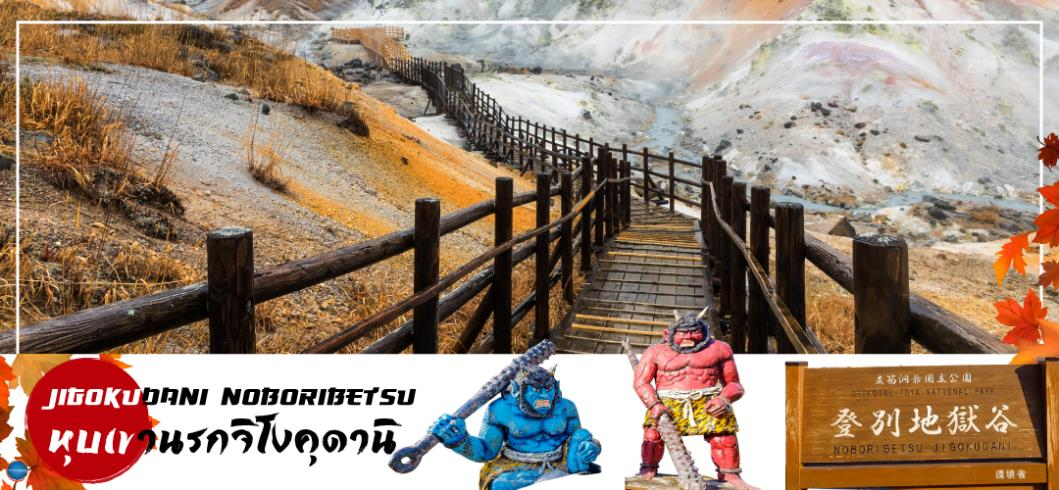 JIGOKUDANI NOBORIBETSU
หุบเขานรกจิโงคุดานิ
支笏洞爺国立公園
SHIKOTSU-TOYA NATIONAL PARK
登別地獄谷
NOBORIBETSU JIGOKUDANI
環境省